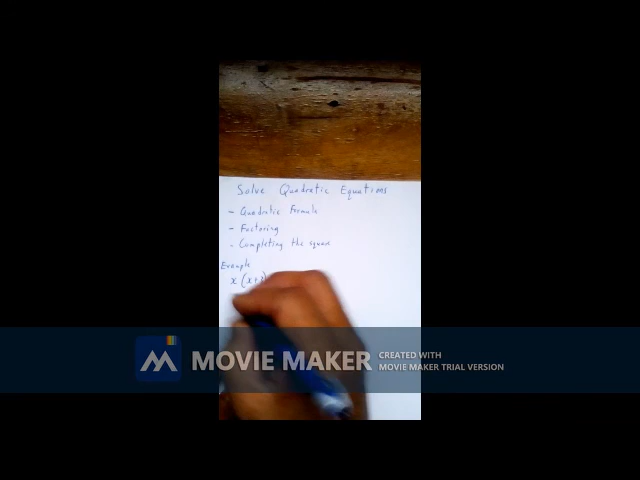 Solve Quadratic Equations
- Quadratic Formula
- Factoring
- Completing the square
Example
MOVIE MAKER
CREATED WITH
MOVIE MAKER TRIAL VERSION